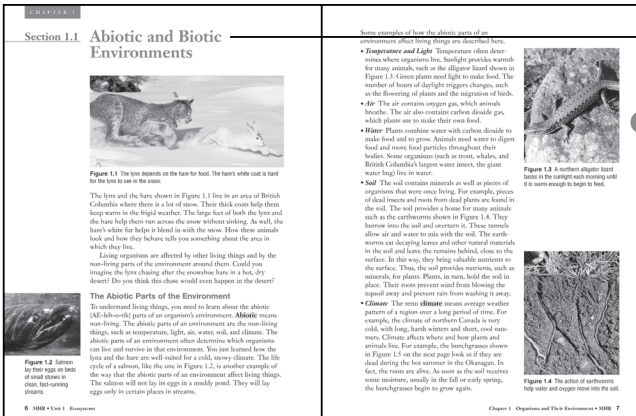 CHAPTER 1
Section 1.1 Abiotic and Biotic
Environments
Figure 1.1 The lynx depends on the hare for food. The hare's white coat is hard
for the lynx to see in the snow.
The lynx and the hare shown in Figure 1.1 live in an area of British
Columbia where there is a lot of snow. Their thick coats help them
keep warm in the frigid weather. The large feet of both the lynx and
the hare help them run across the snow without sinking. As well, the
hare's white fur helps it blend in with the snow. How these animals
look and how they behave tells you something about the area in
which they live.
Living organisms are affected by other living things and by the
non-living parts of the environment around them. Could you
imagine the lynx chasing after the snowshoe hare in a hot, dry
desert? Do you think this chase would even happen in the desert?
The Abiotic Parts of the Environment
To understand living things, you need to learn about the abiotic
[AE-bih-o-tik] parts of an organism's environment. Abiotic means
non-living. The abiotic parts of an environment are the non-living
things, such as temperature, light, air, water, soil, and climate. The
abiotic parts of an environment often determine which organisms
can live and survive in that environment. You just learned how the
lynx and the hare are well-suited for a cold, snowy climate. The life
cycle of a salmon, like the one in Figure 1.2, is another example of
the way that the abiotic part of an environment affect living things.
The salmon will not lay its eggs in a muddy pond. They will lay
eggs only in certain places in streams.
Figure 1.2 Salmon
lay their eggs on beds
of small stones in
clean, fast-running
streams.
6 MHR • Unit 1 Ecosystems
Some examples of how the abiotic parts of an
environment affect living things are described here.
• Temperature and Light Temperature often deter-
mines where organisms live. Sunlight provides warmth
for many animals, such as the alligator lizard shown in
Figure 1.3. Green plants need light to make food. The
number of hours of daylight triggers changes, such
as the flowering of plants and the migration of birds.
• Air The air contains oxygen gas, which animals
breathe. The air also contains carbon dioxide gas,
which plants use to make their own food.
• Water Plants combine water with carbon dioxide to
make food and to grow. Animals need water to digest
food and move food particles throughout their
bodies. Some organisms (such as trout, whales, and
British Columbia's largest water insect, the giant
water bug) live in water.
• Soil The soil contains minerals as well as pieces of
organisms that were once living. For example, pieces
of dead insects and roots from dead plants are found in
the soil. The soil provides a home for many animals
such as the earthworms shown in Figure 1.4. They
burrow into the soil and overturn it. These tunnels
allow air and water to mix with the soil. The earth-
worms eat decaying leaves and other natural materials
in the soil and leave the remains behind, close to the
surface. In this way, they bring valuable nutrients to
the surface. Thus, the soil provides nutrients, such as
minerals, for plants. Plants, in turn, hold the soil in
place. Their roots prevent wind from blowing the
topsoil away and prevent rain from washing it away.
• Climate The term climate means average weather
pattern of a region over a long period of time. For
example, the climate of northern Canada is very
cold, with long, harsh winters and short, cool sum-
mers. Climate affects where and how plants and
animals live. For example, the bunchgrasses shown
in Figure 1.5 on the next page look as if they are
dead during the hot summer in the Okanagan. In
fact, the roots are alive. As soon as the soil receives
some moisture, usually in the fall or early spring,
the bunchgrasses begin to grow again.
Figure 1.3 A northern alligator lizard
basks in the sunlight each morning until
it is warm enough to begin to feed.
Figure 1.4 The action of earthworms
help water and oxygen move into the soil.
Chapter 1 Organisms and Their Environment • MHR 7